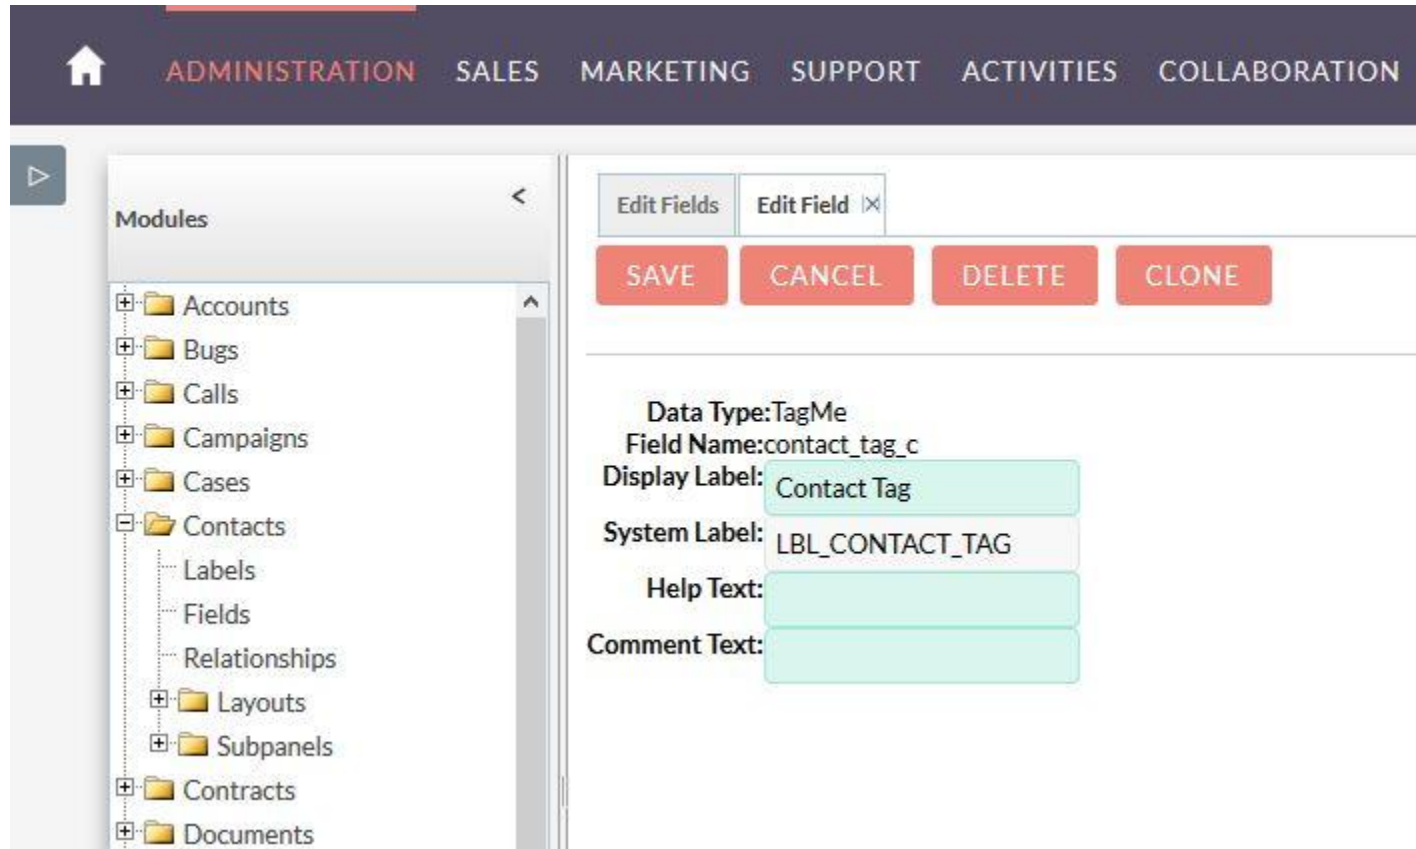 ADMINISTRATION SALES MARKETING SUPPORT ACTIVITIES COLLABORATION
Modules
Accounts
Bugs
Calls
Campaigns
Cases
Contacts
Labels
Fields
Relationships
Layouts
Subpanels
Contracts
Documents
Edit Fields Edit Field
SAVE CANCEL DELETE CLONE
Data Type:TagMe
Field Name:contact_tag_c
Display Label: Contact Tag
System Label: LBL_CONTACT_TAG
Help Text:
Comment Text: